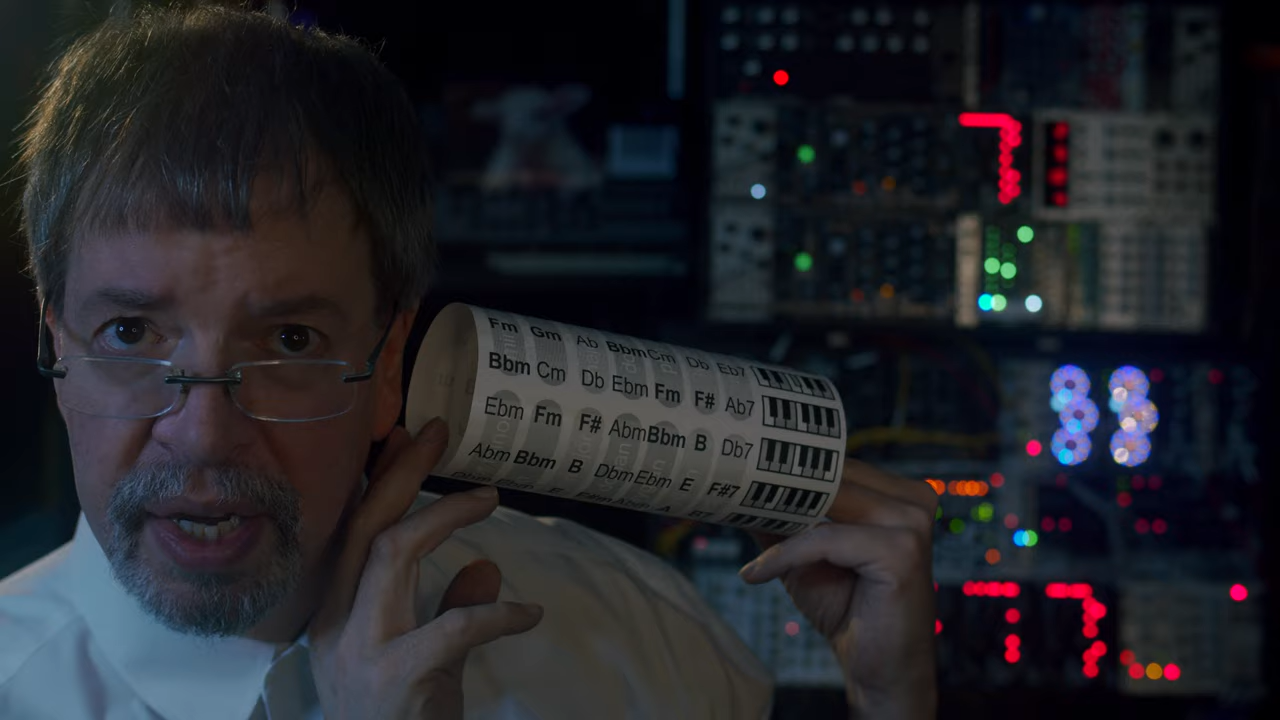 Fm Gm Ab Bbm Cm Db Eb7
Bbm Cm Db Ebm Fm F# Ab7
Ebm Fm F# Abm Bbm B Db7
Abm Bbm B Dbm Ebm E F#7